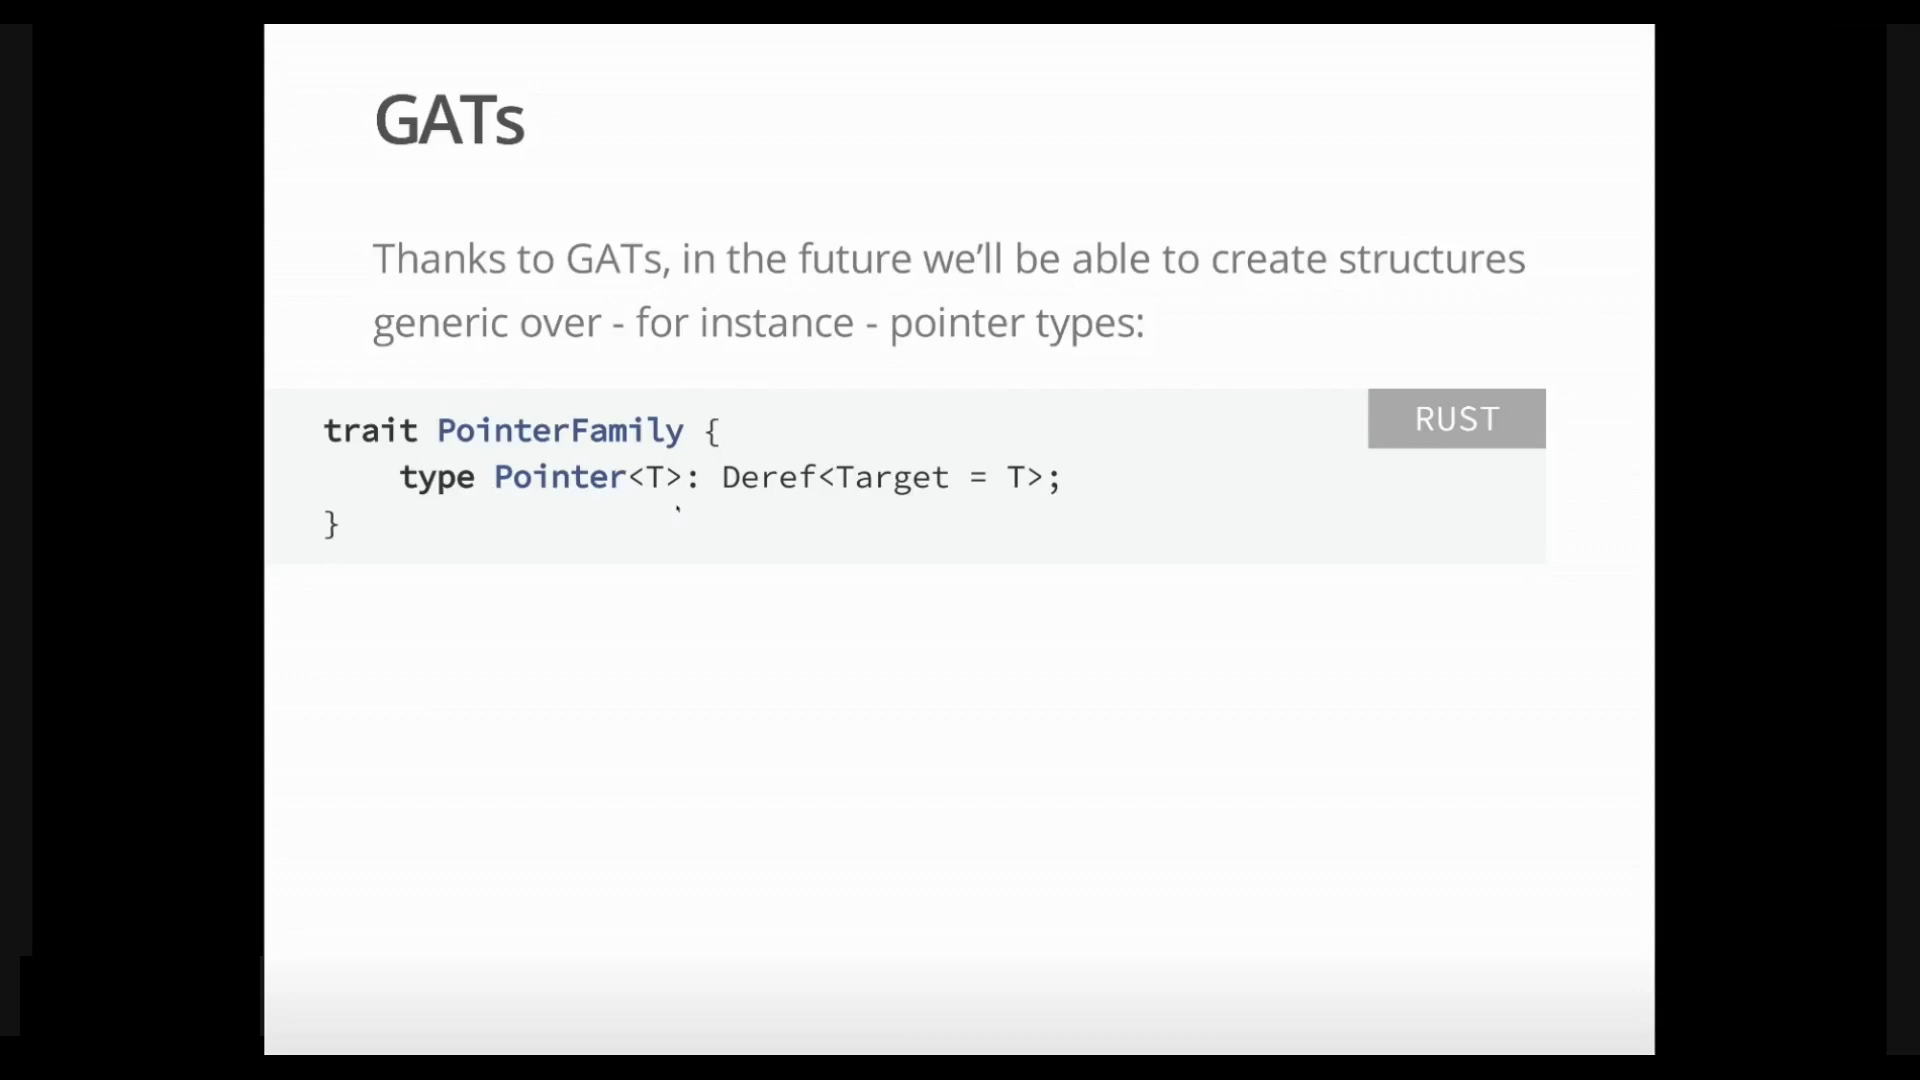 GATs
Thanks to GATs, in the future we’ll be able to create structures
generic over - for instance - pointer types:
RUST
trait PointerFamily {
    type Pointer<T>: Deref<Target = T>;
}